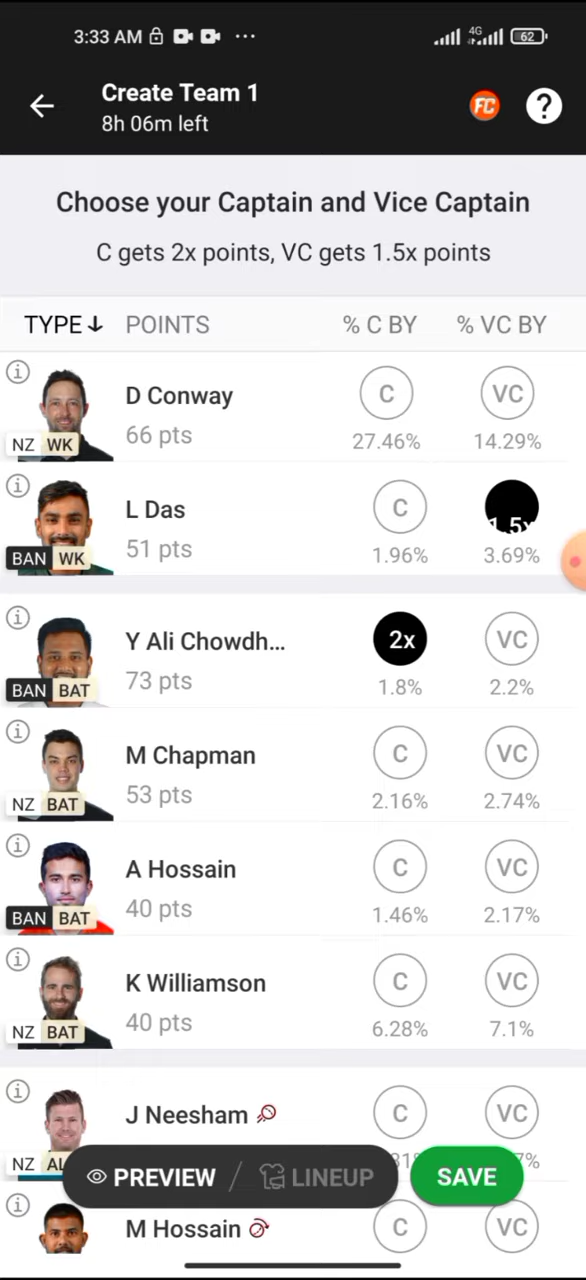 3:33 AM 4G 62
Create Team 1
8h 06m left
FC ?
Choose your Captain and Vice Captain
C gets 2x points, VC gets 1.5x points
TYPE POINTS % C BY % VC BY
D Conway C VC
NZ WK 66 pts 27.46% 14.29%
L Das C 1.5x
BAN WK 51 pts 1.96% 3.69%
Y Ali Chowdh... 2x VC
BAN BAT 73 pts 1.8% 2.2%
M Chapman C VC
NZ BAT 53 pts 2.16% 2.74%
A Hossain C VC
BAN BAT 40 pts 1.46% 2.17%
K Williamson C VC
NZ BAT 40 pts 6.28% 7.1%
J Neesham C VC
NZ
PREVIEW / LINEUP SAVE
M Hossain C VC